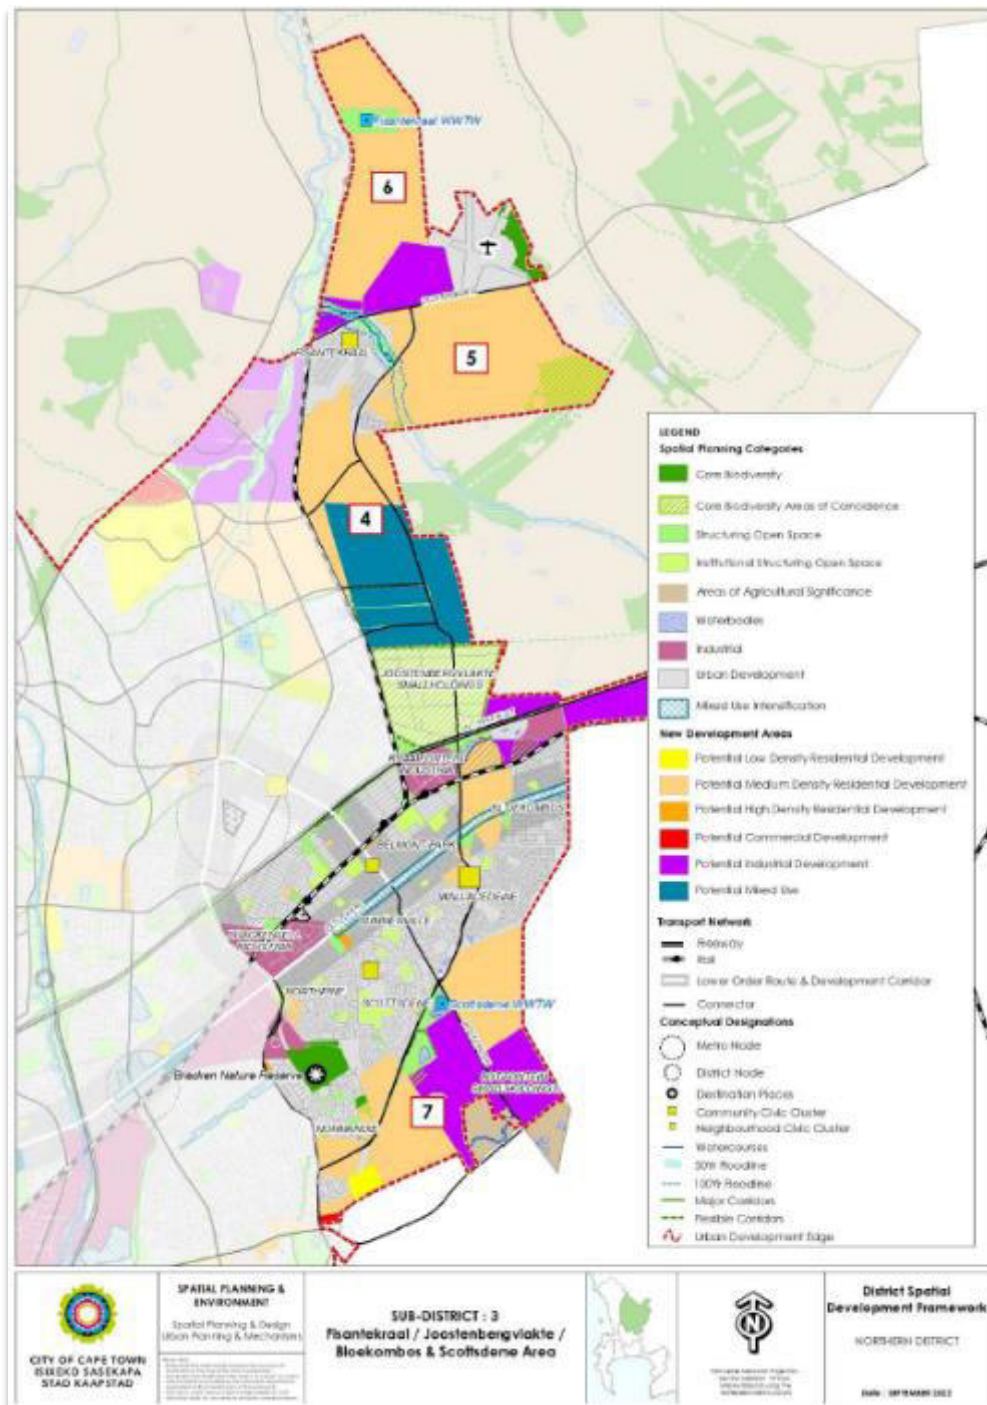 Fisantekraal WWTW
6
FISANTEKRAAL
5
4
JOOSTENBERGVLAKTE
SMALLHOLDINGS
BELMONT PARK
WALLACEDENE
NORTHPINE
SCOTTSDENE
Scottsdene WWTW
Bracken Nature Reserve
7
LEGEND
Spatial Planning Categories
Core Biodiversity
Core Biodiversity Areas of Coincidence
Structuring Open Space
Institutional Structuring Open Space
Areas of Agricultural Significance
Waterbodies
Industrial
Urban Development
Mixed Use Intensification
New Development Areas
Potential Low Density Residential Development
Potential Medium Density Residential Development
Potential High Density Residential Development
Potential Commercial Development
Potential Industrial Development
Potential Mixed Use
Transport Network
Freeway
Rail
Lower Order Route & Development Corridor
Connector
Conceptual Designations
Metro Node
District Node
Destination Places
Community Civic Cluster
Neighbourhood Civic Cluster
Watercourses
50Yr Floodline
100Yr Floodline
Major Corridors
Flexible Corridors
Urban Development Edge
CITY OF CAPE TOWN
ISIXEKO SASEKAPA
STAD KAAPSTAD
SPATIAL PLANNING &
ENVIRONMENT
Spatial Planning & Design
Urban Planning & Mechanisms
SUB-DISTRICT : 3
Fisantekraal / Joostenbergvlakte /
Bloekombos & Scottsdene Area
N
District Spatial
Development Framework
NORTHERN DISTRICT
Date : SEPTEMBER 2022